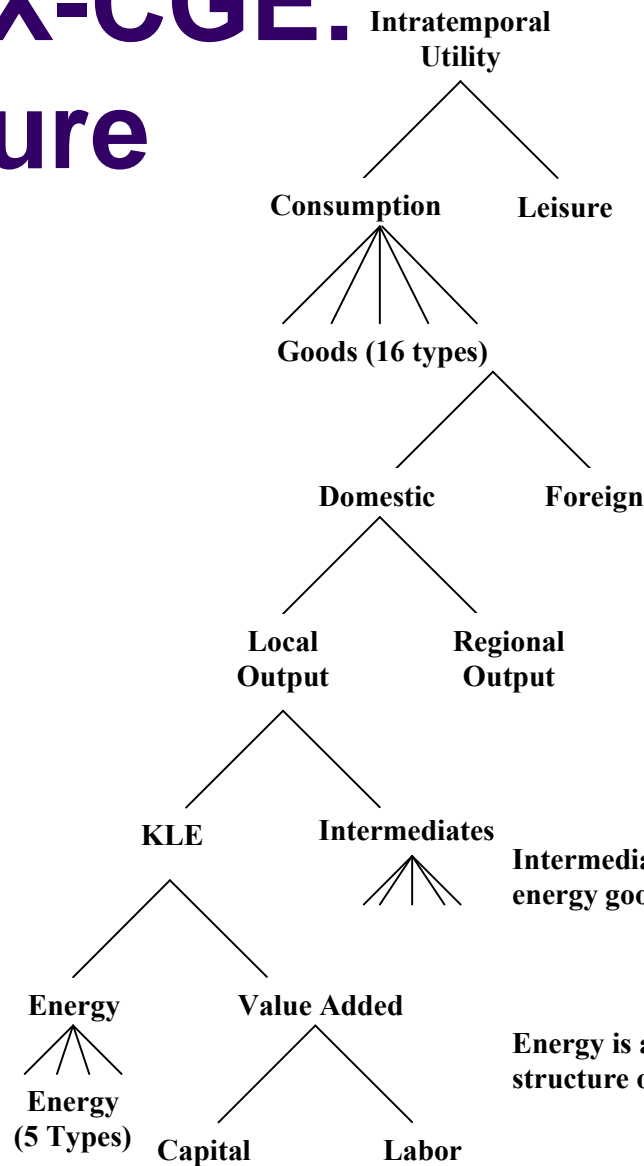 X-CGE.
ure
Intratemporal
Utility
Consumption Leisure
Goods (16 types)
Domestic Foreign
Local Regional
Output Output
KLE Intermediates
Intermedia
energy goo
Energy Value Added
Energy is a
structure o
Energy
(5 Types) Capital Labor